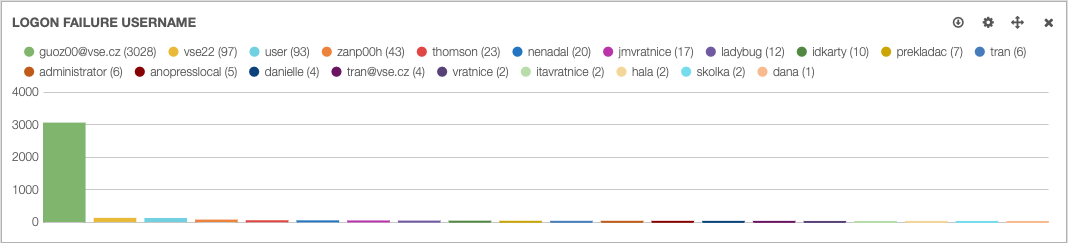 LOGON FAILURE USERNAME
guoz00@vse.cz (3028) vse22 (97) user (93) zanp00h (43) thomson (23) nenadal (20) jmvratnice (17) ladybug (12) idkarty (10) prekladac (7) tran (6)
administrator (6) anopresslocal (5) danielle (4) tran@vse.cz (4) vratnice (2) itavratnice (2) hala (2) skolka (2) dana (1)
4000
3000
2000
1000
0